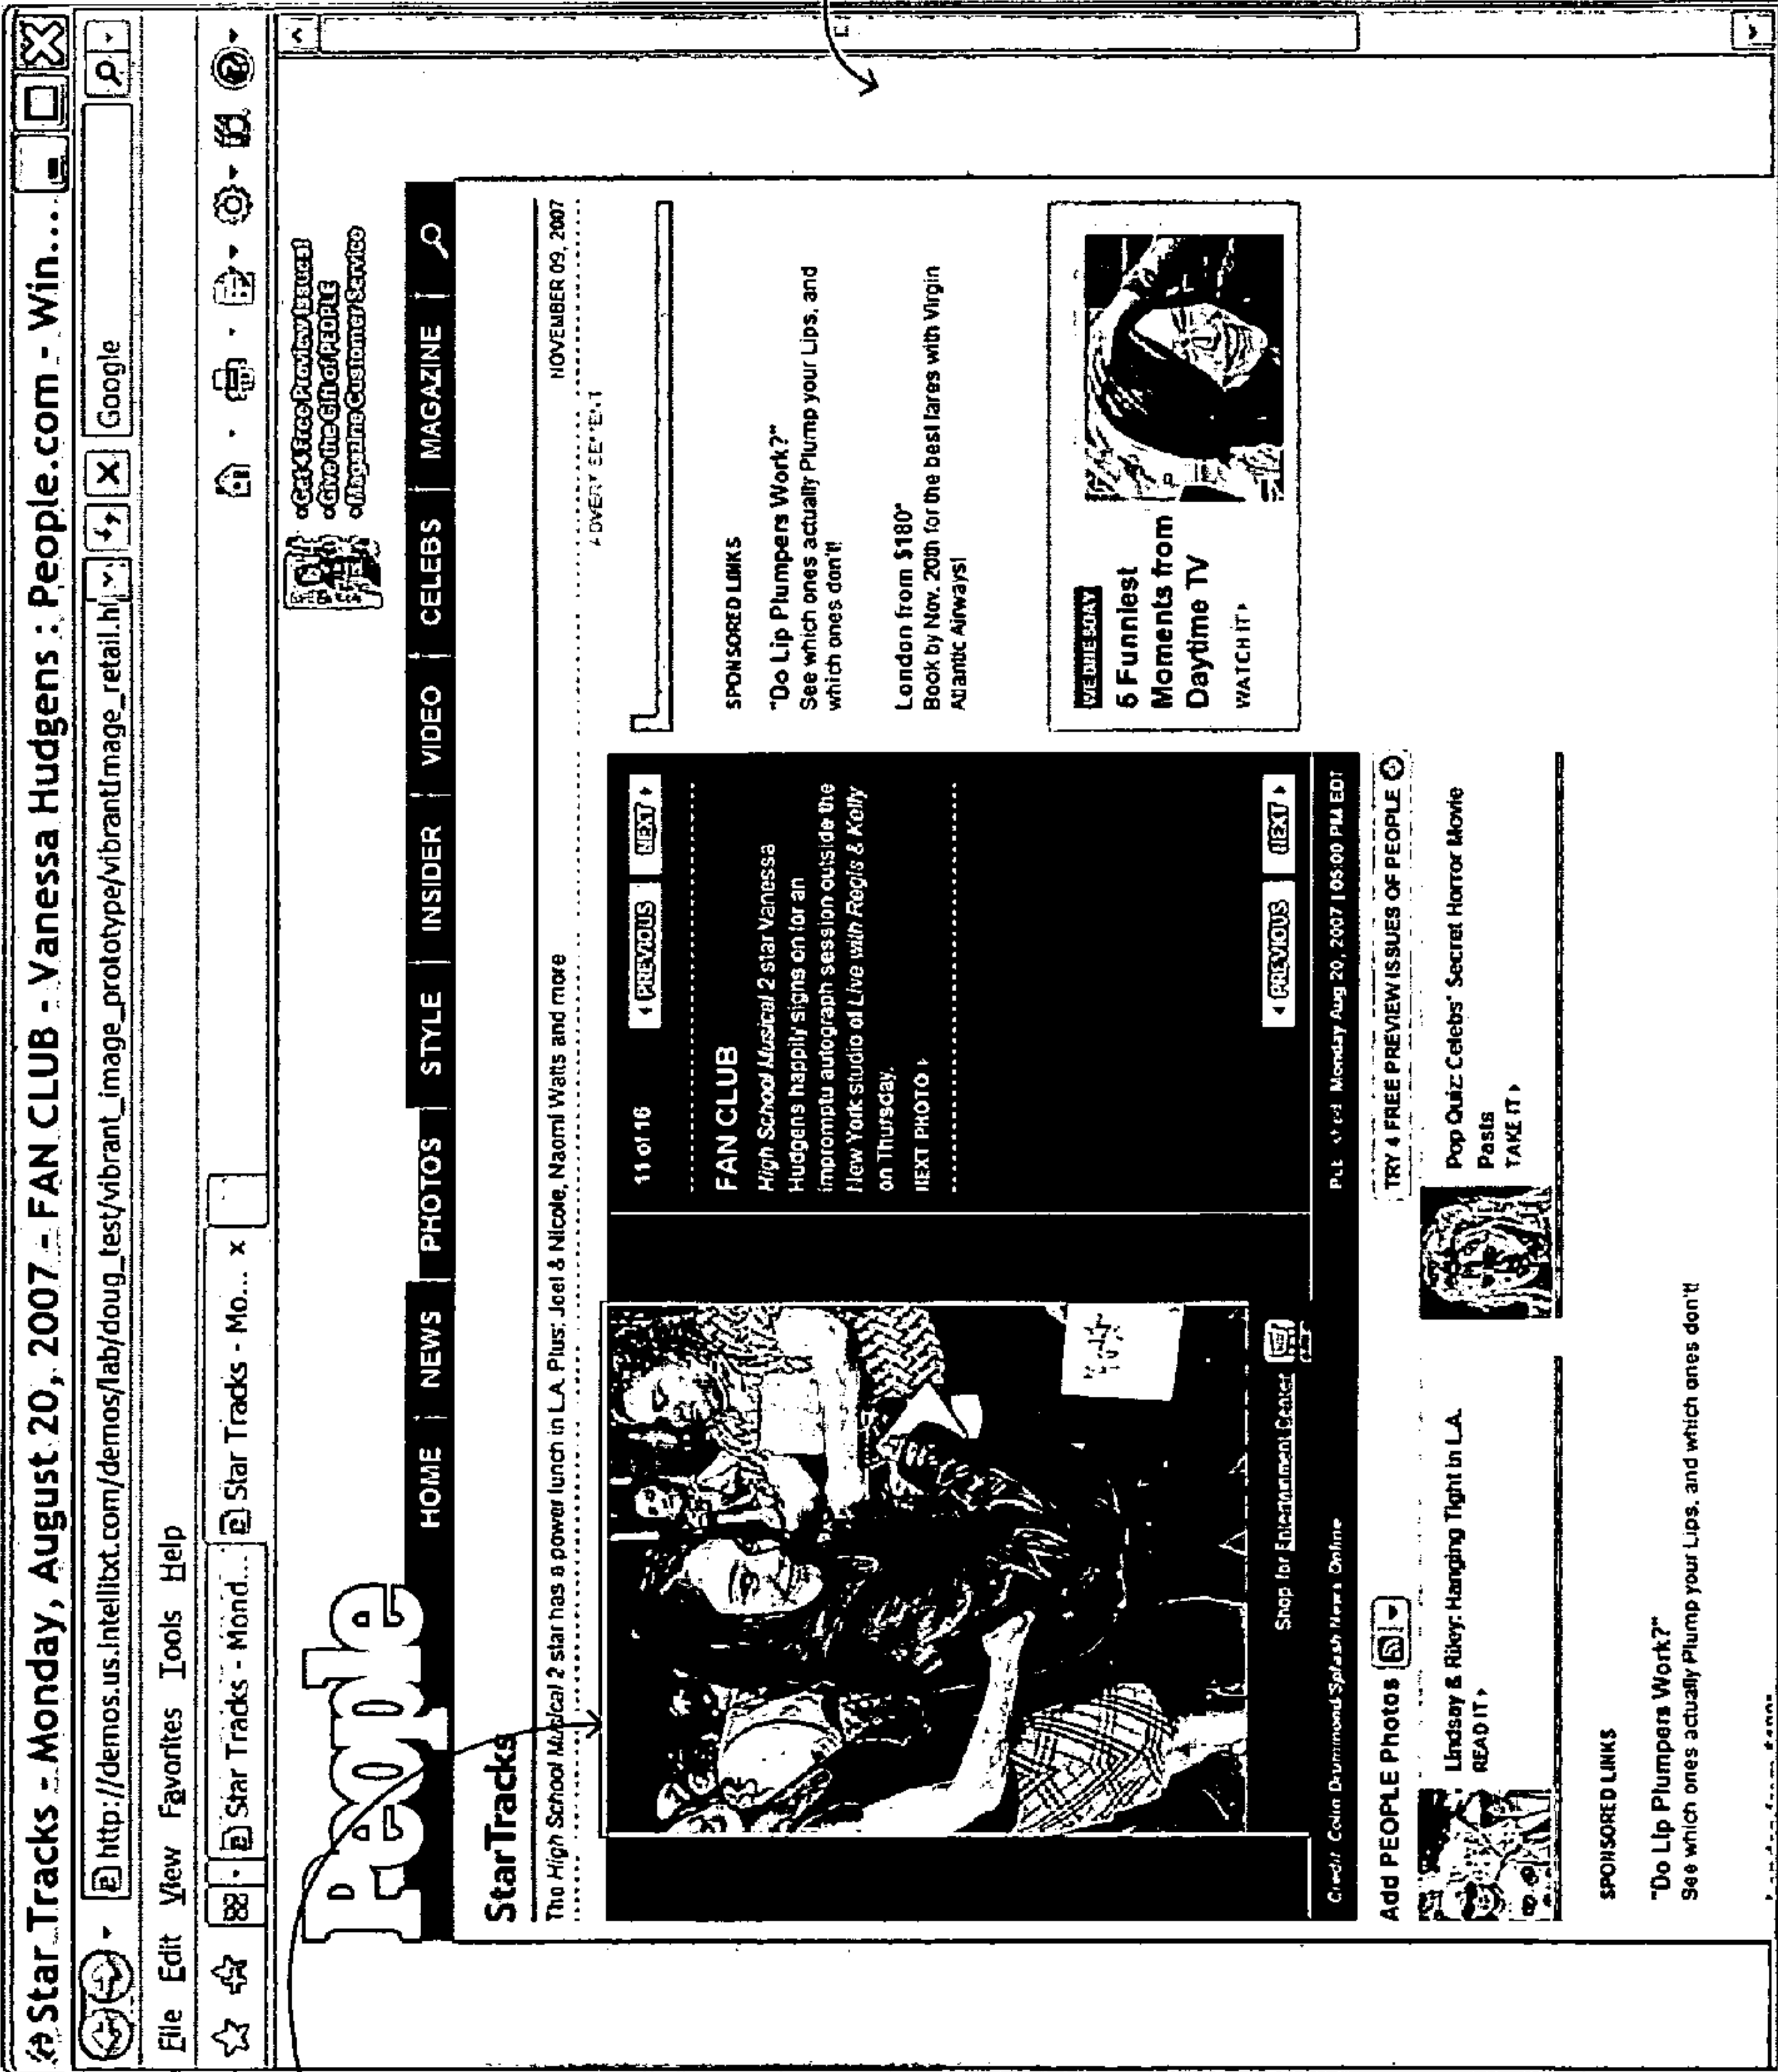 Star Tracks - Monday, August 20, 2007 - FAN CLUB - Vanessa Hudgens : People.com - Win...
http://demos.us.intellitxt.com/demos/lab/doug_test/vibrant_image_prototype/vibrantImage_retail.h
Google
File Edit View Favorites Tools Help
Star Tracks - Mond...
Star Tracks - Mo... x
People
Get 4 Free Preview Issues!
Give the Gift of PEOPLE
Magazine Customer Service
HOME | NEWS | PHOTOS | STYLE | INSIDER | VIDEO | CELEBS | MAGAZINE
StarTracks
NOVEMBER 09, 2007
The High School Musical 2 star has a power lunch in L.A. Plus: Joel & Nicole, Naomi Watts and more
ADVERTISEMENT
11 of 16
PREVIOUS
NEXT
FAN CLUB
High School Musical 2 star Vanessa
Hudgens happily signs on for an
impromptu autograph session outside the
New York studio of Live with Regis & Kelly
on Thursday.
NEXT PHOTO
PREVIOUS
NEXT
Shop for Entertainment Center
Credit: Colin Drummond/Splash News Online
Monday Aug 20, 2007 | 05:00 PM EDT
SPONSORED LINKS
"Do Lip Plumpers Work?"
See which ones actually Plump your Lips, and
which ones don't!
London from $180*
Book by Nov. 20th for the best fares with Virgin
Atlantic Airways!
WEDNESDAY
5 Funniest
Moments from
Daytime TV
WATCH IT
Add PEOPLE Photos
TRY 4 FREE PREVIEW ISSUES OF PEOPLE
Lindsay & Riley: Hanging Tight in L.A.
READ IT
Pop Quiz: Celebs' Secret Horror Movie
Pasts
TAKE IT
SPONSORED LINKS
"Do Lip Plumpers Work?"
See which ones actually Plump your Lips, and which ones don't!